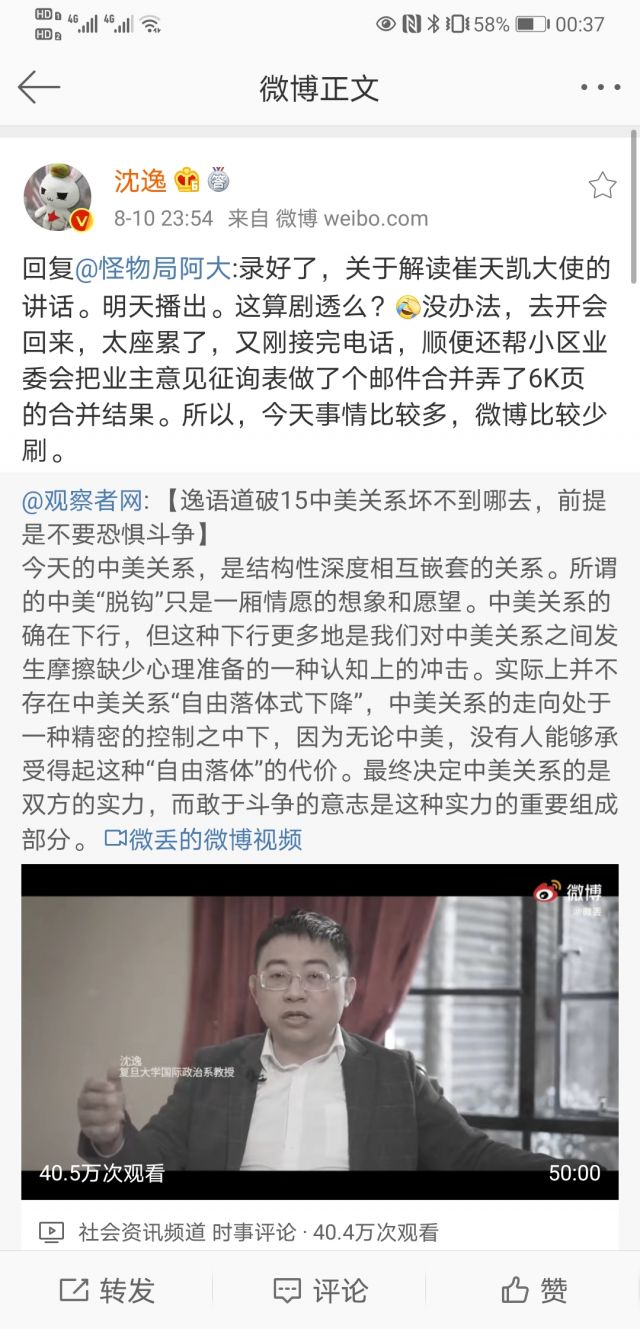 HD 1 4G 4G 58% 00:37
HD 2
微博正文
沈逸
8-10 23:54 来自 微博 weibo.com
回复@怪物局阿大:录好了，关于解读崔天凯大使的
讲话。明天播出。这算剧透么？🤣没办法，去开会
回来，太座累了，又刚接完电话，顺便还帮小区业
委会把业主意见征询表做了个邮件合并弄了6K页
的合并结果。所以，今天事情比较多，微博比较少
刷。
@观察者网:【逸语道破15中美关系坏不到哪去，前提
是不要恐惧斗争】
今天的中美关系，是结构性深度相互嵌套的关系。所谓
的中美“脱钩”只是一厢情愿的想象和愿望。中美关系的
确在下行，但这种下行更多地是我们对中美关系之间发
生摩擦缺少心理准备的一种认知上的冲击。实际上并不
存在中美关系“自由落体式下降”，中美关系的走向处于
一种精密的控制之中下，因为无论中美，没有人能够承
受得起这种“自由落体”的代价。最终决定中美关系的是
双方的实力，而敢于斗争的意志是这种实力的重要组成
部分。微丢的微博视频
微博
@微丢
沈逸
复旦大学国际政治系教授
40.5万次观看 50:00
社会资讯频道 时事评论 · 40.4万次观看
转发 评论 赞